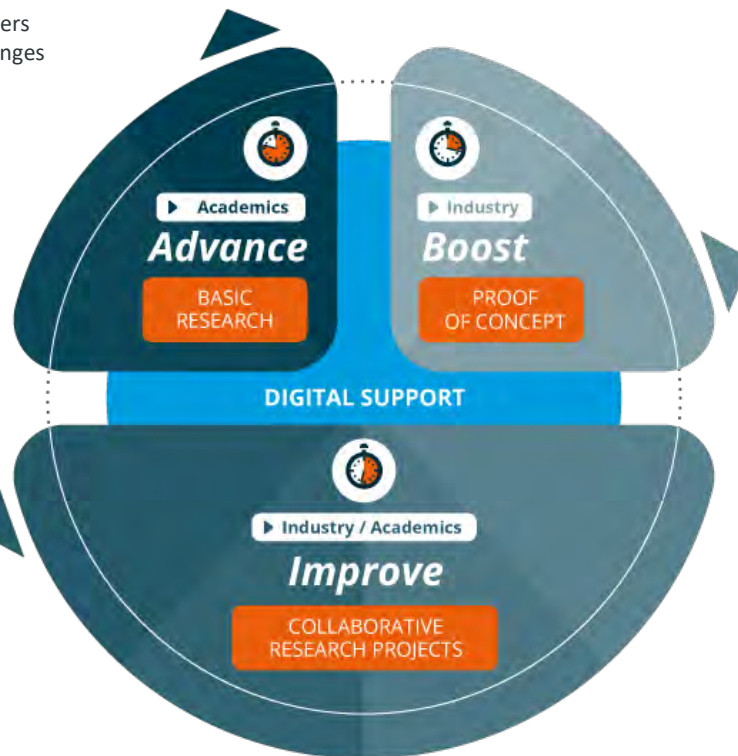 ers
nges
Academics
Advance
BASIC
RESEARCH
Industry
Boost
PROOF
OF CONCEPT
DIGITAL SUPPORT
Industry / Academics
Improve
COLLABORATIVE
RESEARCH PROJECTS